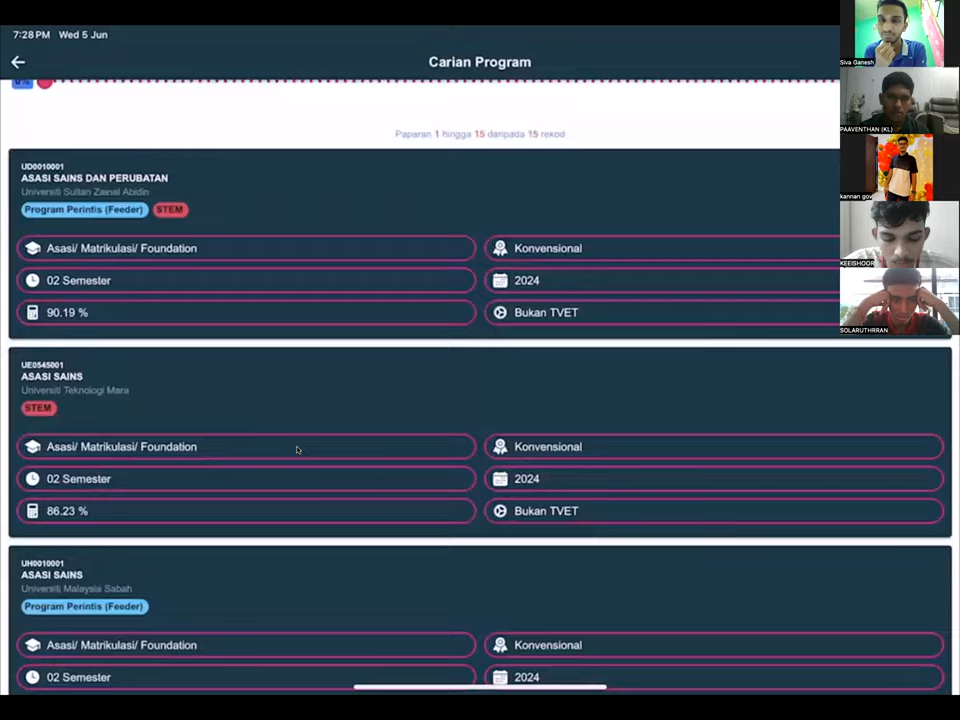 7:28 PM Wed 5 Jun
Carian Program
0%
Paparan 1 hingga 15 daripada 15 rekod
UD0010001
ASASI SAINS DAN PERUBATAN
Universiti Sultan Zainal Abidin
Program Perintis (Feeder) STEM
Asasi/ Matrikulasi/ Foundation
Konvensional
02 Semester
2024
90.19 %
Bukan TVET
UE0545001
ASASI SAINS
Universiti Teknologi Mara
STEM
Asasi/ Matrikulasi/ Foundation
Konvensional
02 Semester
2024
86.23 %
Bukan TVET
UH0010001
ASASI SAINS
Universiti Malaysia Sabah
Program Perintis (Feeder)
Asasi/ Matrikulasi/ Foundation
Konvensional
02 Semester
2024
Siva Ganesh
PAAVENTHAN (KL)
kannan gov
KEEISHOOR
SOLARUTHRRAN